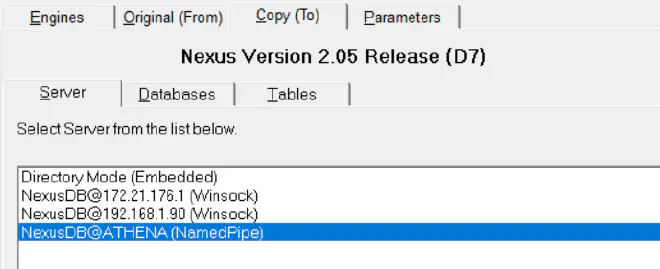 Engines Original (From) Copy (To) Parameters
Nexus Version 2.05 Release (D7)
Server Databases Tables
Select Server from the list below.
Directory Mode (Embedded)
NexusDB@172.21.176.1 (Winsock)
NexusDB@192.168.1.90 (Winsock)
NexusDB@ATHENA (NamedPipe)